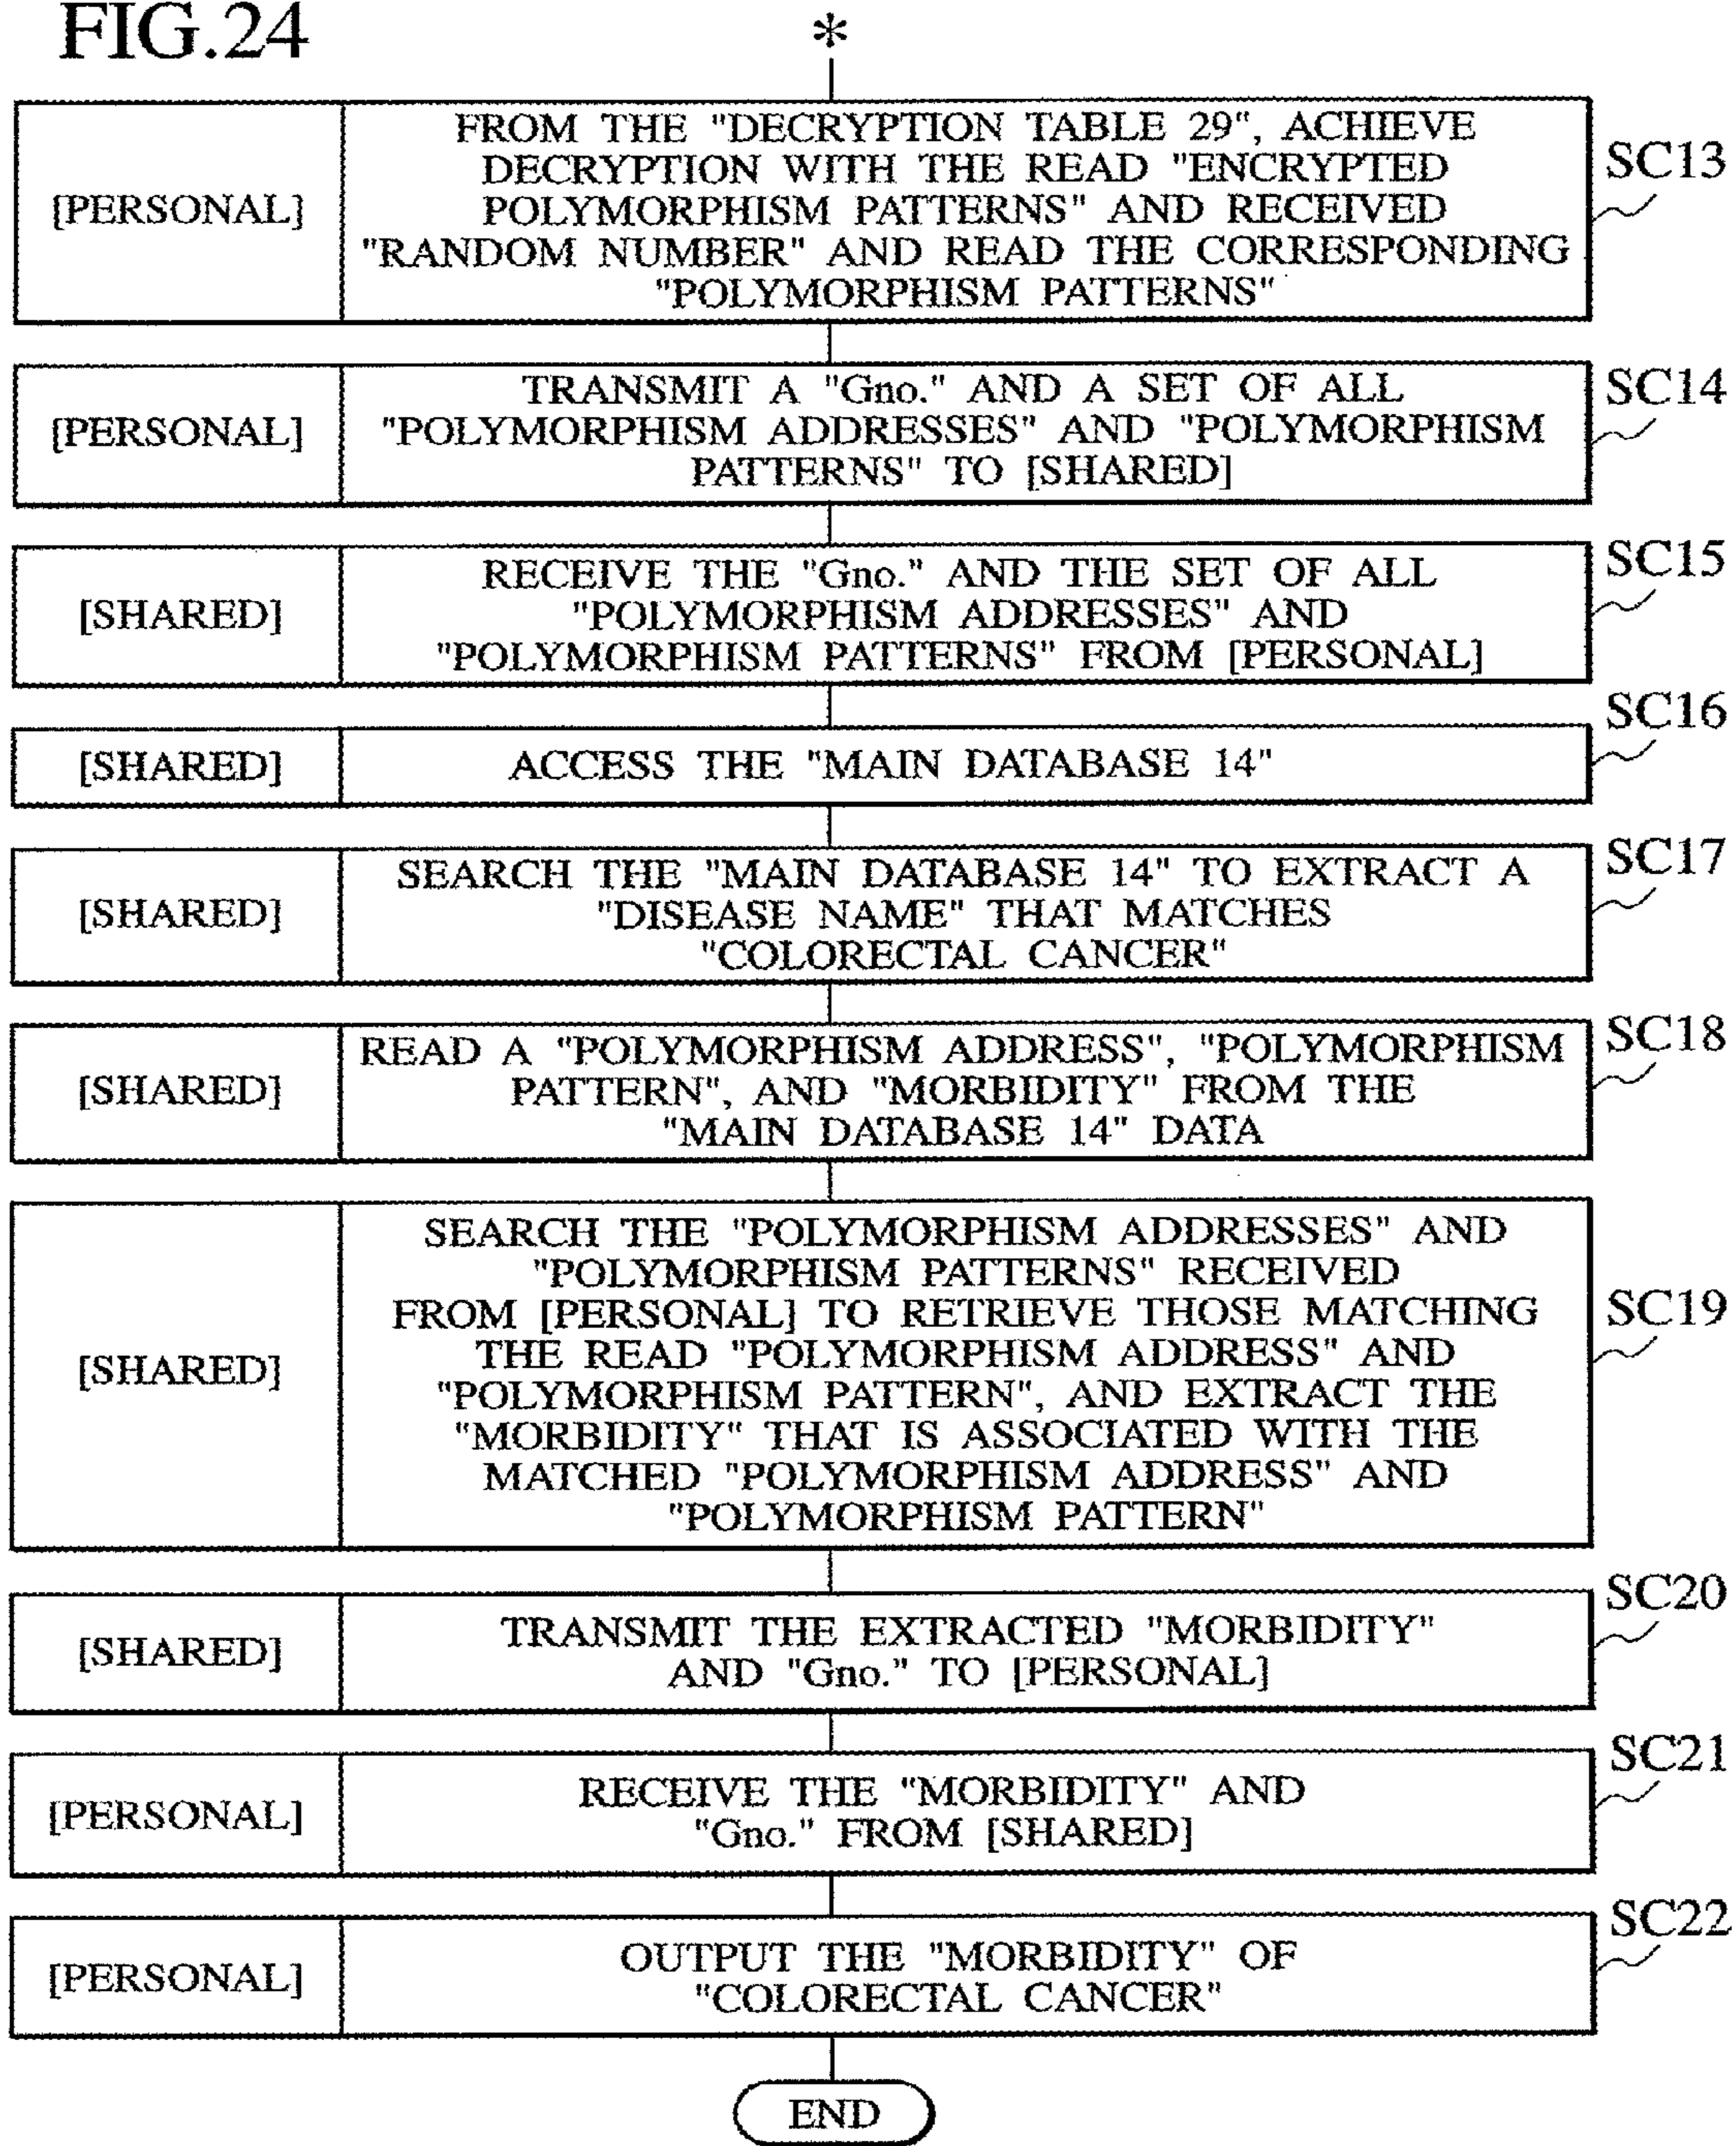 FIG.24
*
[PERSONAL]
FROM THE "DECRYPTION TABLE 29", ACHIEVE
DECRYPTION WITH THE READ "ENCRYPTED
POLYMORPHISM PATTERNS" AND RECEIVED
"RANDOM NUMBER" AND READ THE CORRESPONDING
"POLYMORPHISM PATTERNS"
SC13
[PERSONAL]
TRANSMIT A "Gno." AND A SET OF ALL
"POLYMORPHISM ADDRESSES" AND "POLYMORPHISM
PATTERNS" TO [SHARED]
SC14
[SHARED]
RECEIVE THE "Gno." AND THE SET OF ALL
"POLYMORPHISM ADDRESSES" AND
"POLYMORPHISM PATTERNS" FROM [PERSONAL]
SC15
[SHARED]
ACCESS THE "MAIN DATABASE 14"
SC16
[SHARED]
SEARCH THE "MAIN DATABASE 14" TO EXTRACT A
"DISEASE NAME" THAT MATCHES
"COLORECTAL CANCER"
SC17
[SHARED]
READ A "POLYMORPHISM ADDRESS", "POLYMORPHISM
PATTERN", AND "MORBIDITY" FROM THE
"MAIN DATABASE 14" DATA
SC18
[SHARED]
SEARCH THE "POLYMORPHISM ADDRESSES" AND
"POLYMORPHISM PATTERNS" RECEIVED
FROM [PERSONAL] TO RETRIEVE THOSE MATCHING
THE READ "POLYMORPHISM ADDRESS" AND
"POLYMORPHISM PATTERN", AND EXTRACT THE
"MORBIDITY" THAT IS ASSOCIATED WITH THE
MATCHED "POLYMORPHISM ADDRESS" AND
"POLYMORPHISM PATTERN"
SC19
[SHARED]
TRANSMIT THE EXTRACTED "MORBIDITY"
AND "Gno." TO [PERSONAL]
SC20
[PERSONAL]
RECEIVE THE "MORBIDITY" AND
"Gno." FROM [SHARED]
SC21
[PERSONAL]
OUTPUT THE "MORBIDITY" OF
"COLORECTAL CANCER"
SC22
END